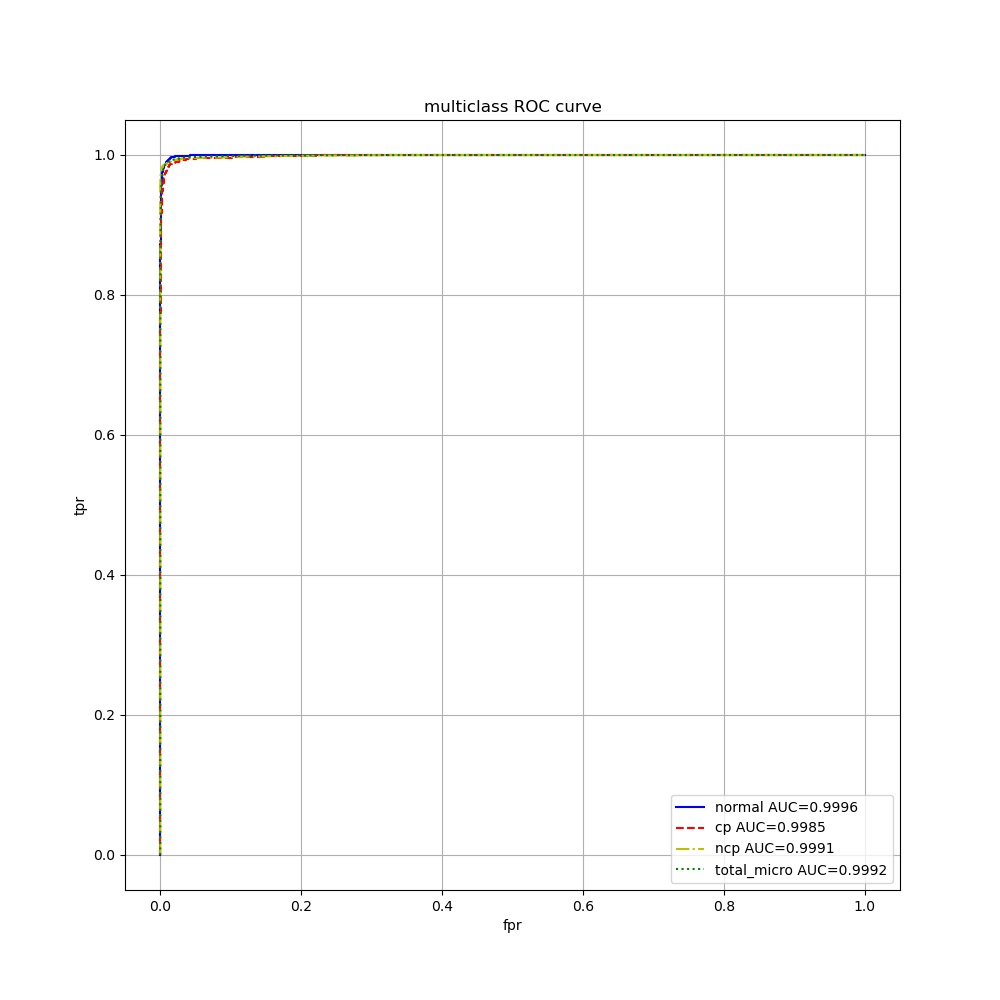 multiclass ROC curve
1.0
0.8
0.6
0.4
0.2
0.0
tpr
0.0 0.2 0.4 0.6 0.8 1.0
fpr
normal AUC=0.9996
cp AUC=0.9985
ncp AUC=0.9991
total_micro AUC=0.9992